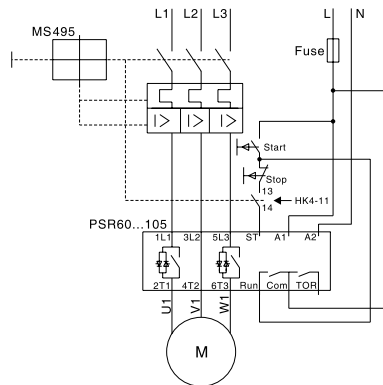 L1 L2 L3 L N
MS495
Fuse
I> I> I>
Start
Stop
13
14 HK4-11
PSR60...105
1L1 3L2 5L3 ST A1 A2
2T1 4T2 6T3 Run Com TOR
U1 V1 W1
M